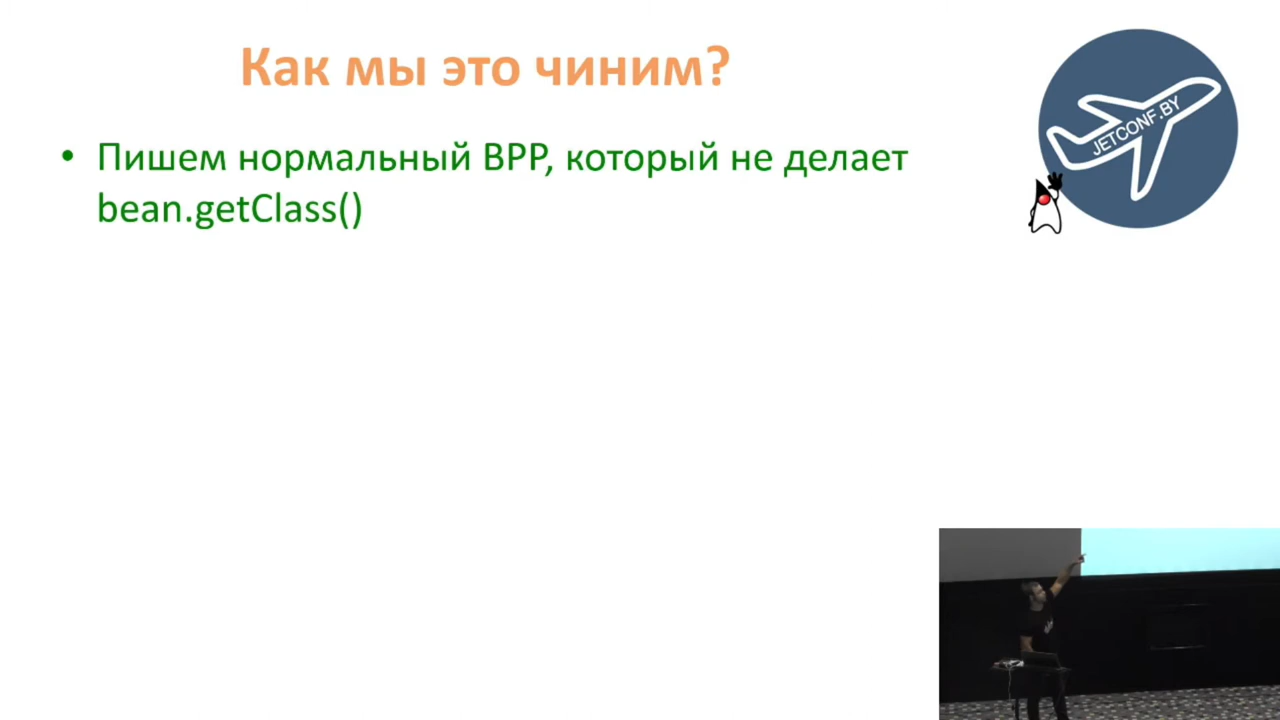 Как мы это чиним?
• Пишем нормальный BPP, который не делает
bean.getClass()
JETCONF.BY